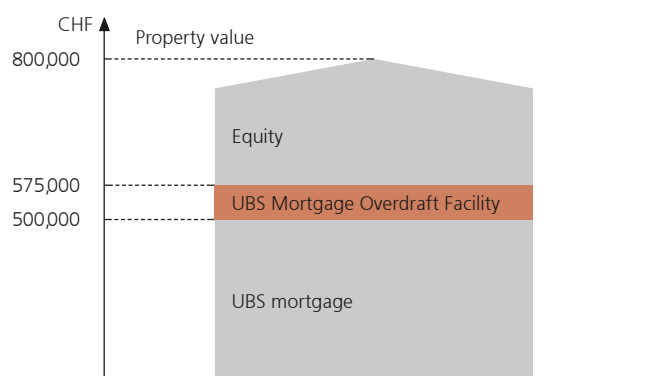 CHF
Property value
800,000
Equity
575,000
UBS Mortgage Overdraft Facility
500,000
UBS mortgage